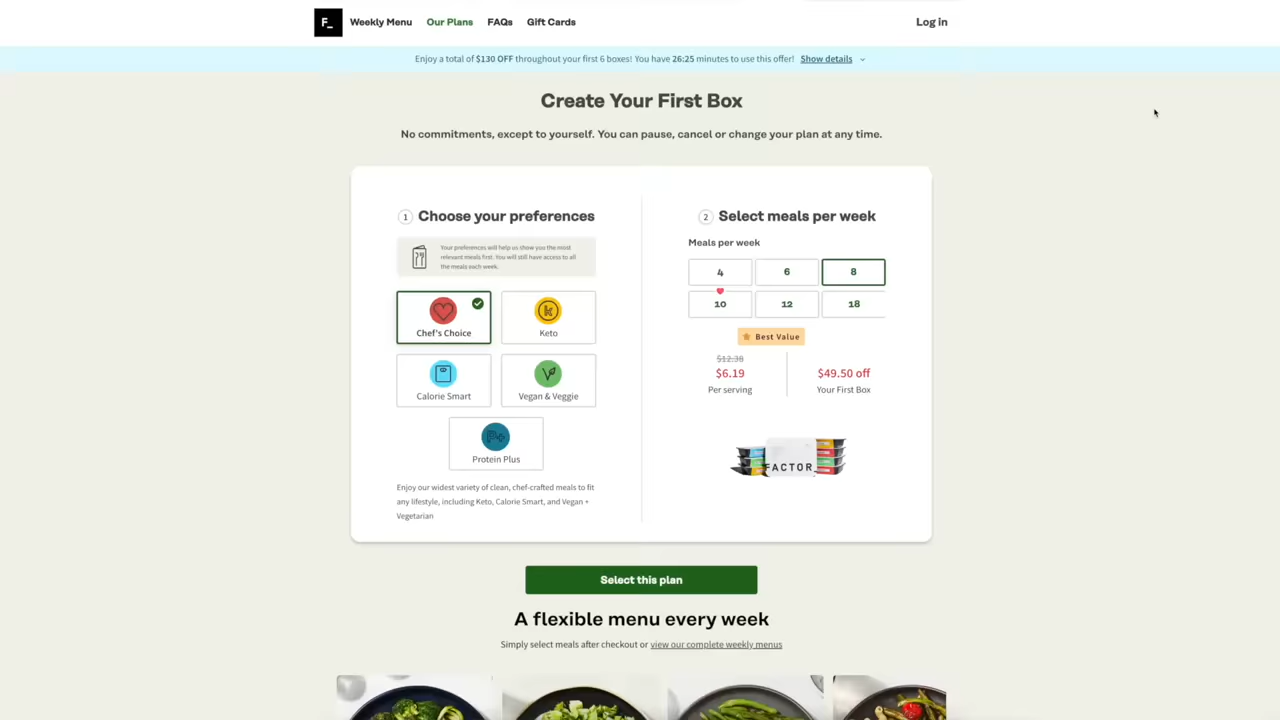 F_
Weekly Menu
Our Plans
FAQs
Gift Cards
Log in
Enjoy a total of $130 OFF throughout your first 6 boxes! You have 26:25 minutes to use this offer! Show details
Create Your First Box
No commitments, except to yourself. You can pause, cancel or change your plan at any time.
1 Choose your preferences
Your preferences will help us show you the most
relevant meals first. You will still have access to all
the meals each week.
Chef's Choice
Keto
Calorie Smart
Vegan & Veggie
P+
Protein Plus
Enjoy our widest variety of clean, chef-crafted meals to fit
any lifestyle, including Keto, Calorie Smart, and Vegan +
Vegetarian
2 Select meals per week
Meals per week
4 6 8
10 12 18
Best Value
$12.38
$6.19
Per serving
$49.50 off
Your First Box
FACTOR_
Select this plan
A flexible menu every week
Simply select meals after checkout or view our complete weekly menus